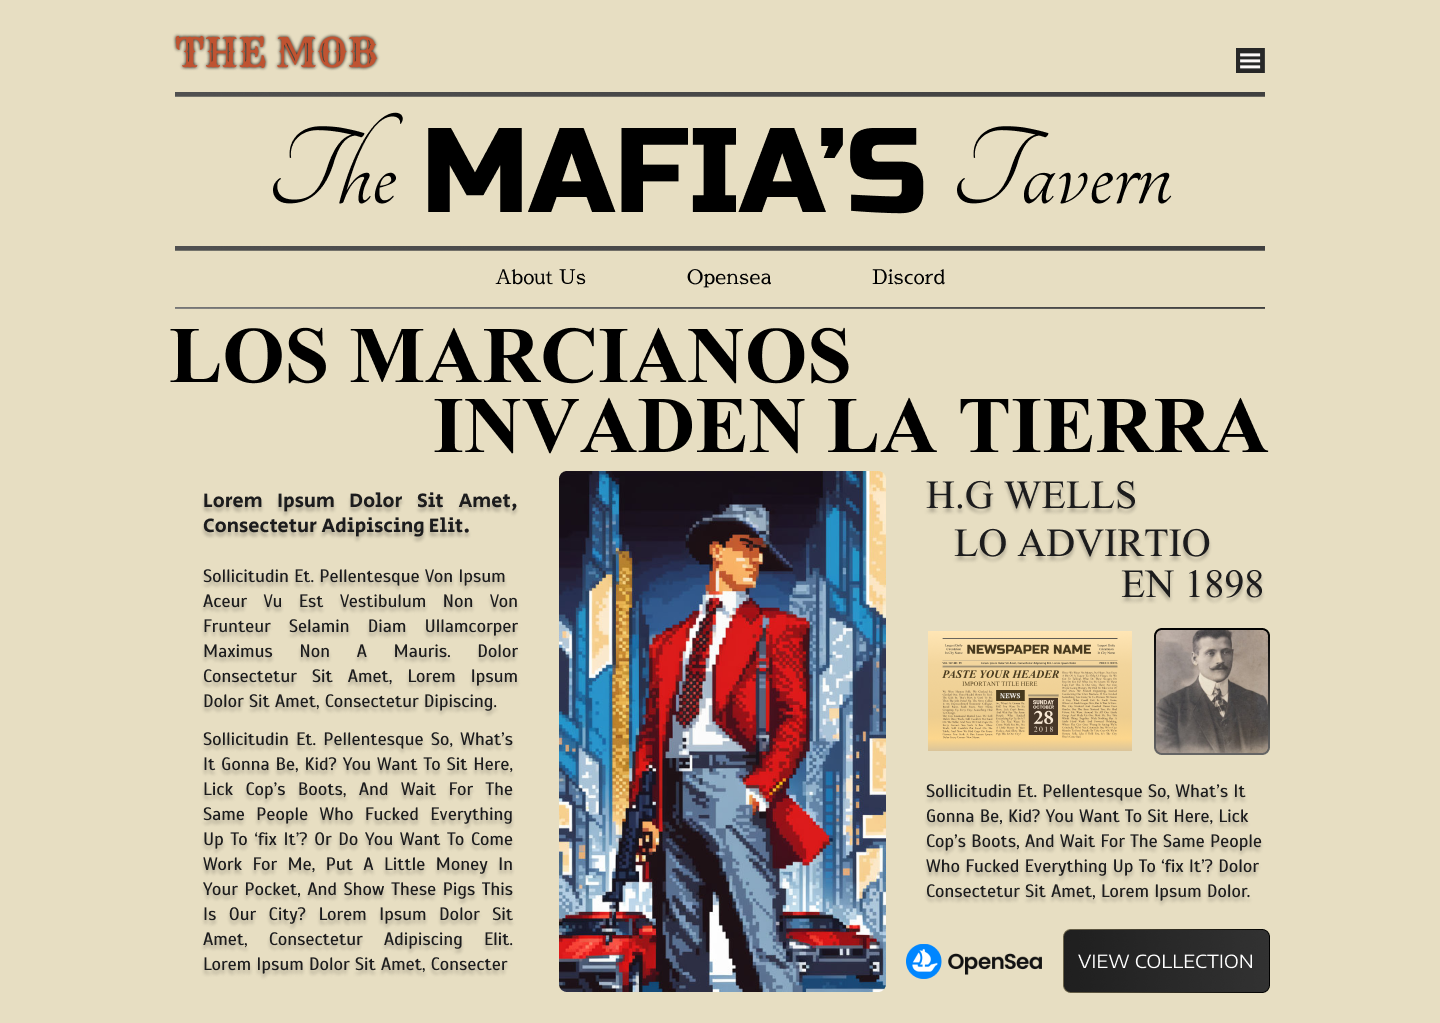 THE MOB
The MAFIA’S Tavern
About Us
Opensea
Discord
LOS MARCIANOS
INVADEN LA TIERRA
Lorem Ipsum Dolor Sit Amet,
Consectetur Adipiscing Elit.
Sollicitudin Et. Pellentesque Von Ipsum
Aceur Vu Est Vestibulum Non Von
Frunteur Selamin Diam Ullamcorper
Maximus Non A Mauris. Dolor
Consectetur Sit Amet, Lorem Ipsum
Dolor Sit Amet, Consectetur Dipiscing.
Sollicitudin Et. Pellentesque So, What’s
It Gonna Be, Kid? You Want To Sit Here,
Lick Cop’s Boots, And Wait For The
Same People Who Fucked Everything
Up To ‘fix It’? Or Do You Want To Come
Work For Me, Put A Little Money In
Your Pocket, And Show These Pigs This
Is Our City? Lorem Ipsum Dolor Sit
Amet, Consectetur Adipiscing Elit.
Lorem Ipsum Dolor Sit Amet, Consecter
H.G WELLS
LO ADVIRTIO
EN 1898
NEWSPAPER NAME
PASTE YOUR HEADER
IMPORTANT TITLE HERE
NEWS
SUNDAY
OCTOBER
28
2018
Sollicitudin Et. Pellentesque So, What’s It
Gonna Be, Kid? You Want To Sit Here, Lick
Cop’s Boots, And Wait For The Same People
Who Fucked Everything Up To ‘fix It’? Dolor
Consectetur Sit Amet, Lorem Ipsum Dolor.
OpenSea
VIEW COLLECTION